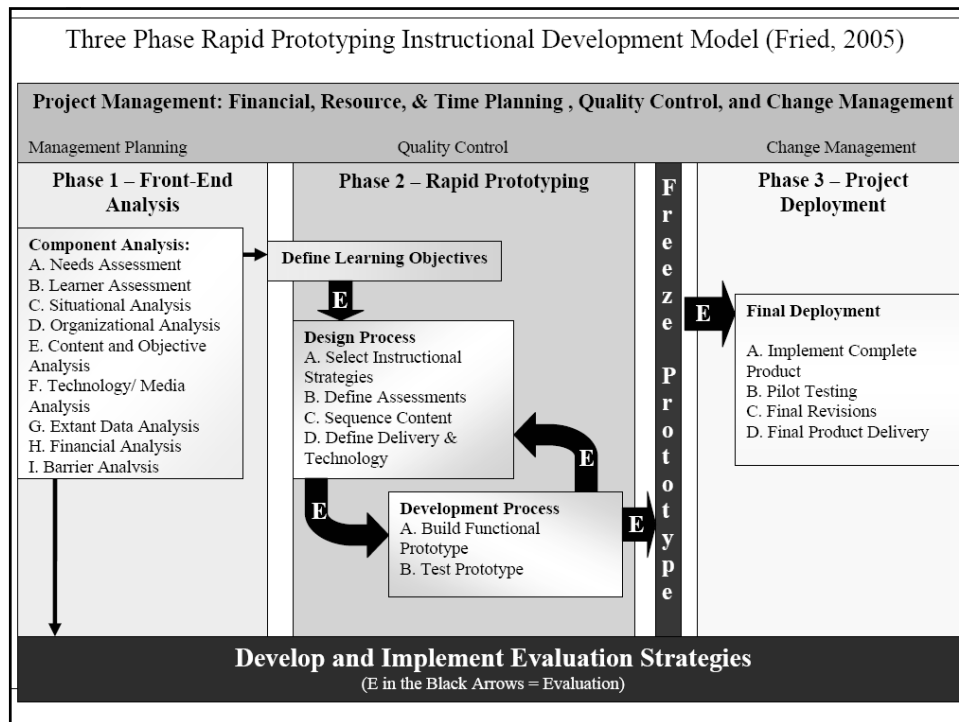 Three Phase Rapid Prototyping Instructional Development Model (Fried, 2005)
Project Management: Financial, Resource, & Time Planning , Quality Control, and Change Management
Management Planning
Quality Control
Change Management
Phase 1 – Front-End
Analysis
Component Analysis:
A. Needs Assessment
B. Learner Assessment
C. Situational Analysis
D. Organizational Analysis
E. Content and Objective
Analysis
F. Technology/ Media
Analysis
G. Extant Data Analysis
H. Financial Analysis
I. Barrier Analysis
Phase 2 – Rapid Prototyping
Define Learning Objectives
E
Design Process
A. Select Instructional
Strategies
B. Define Assessments
C. Sequence Content
D. Define Delivery &
Technology
E
E
Development Process
A. Build Functional
Prototype
B. Test Prototype
E
Freeze Prototype
Phase 3 – Project
Deployment
E
Final Deployment
A. Implement Complete
Product
B. Pilot Testing
C. Final Revisions
D. Final Product Delivery
Develop and Implement Evaluation Strategies
(E in the Black Arrows = Evaluation)